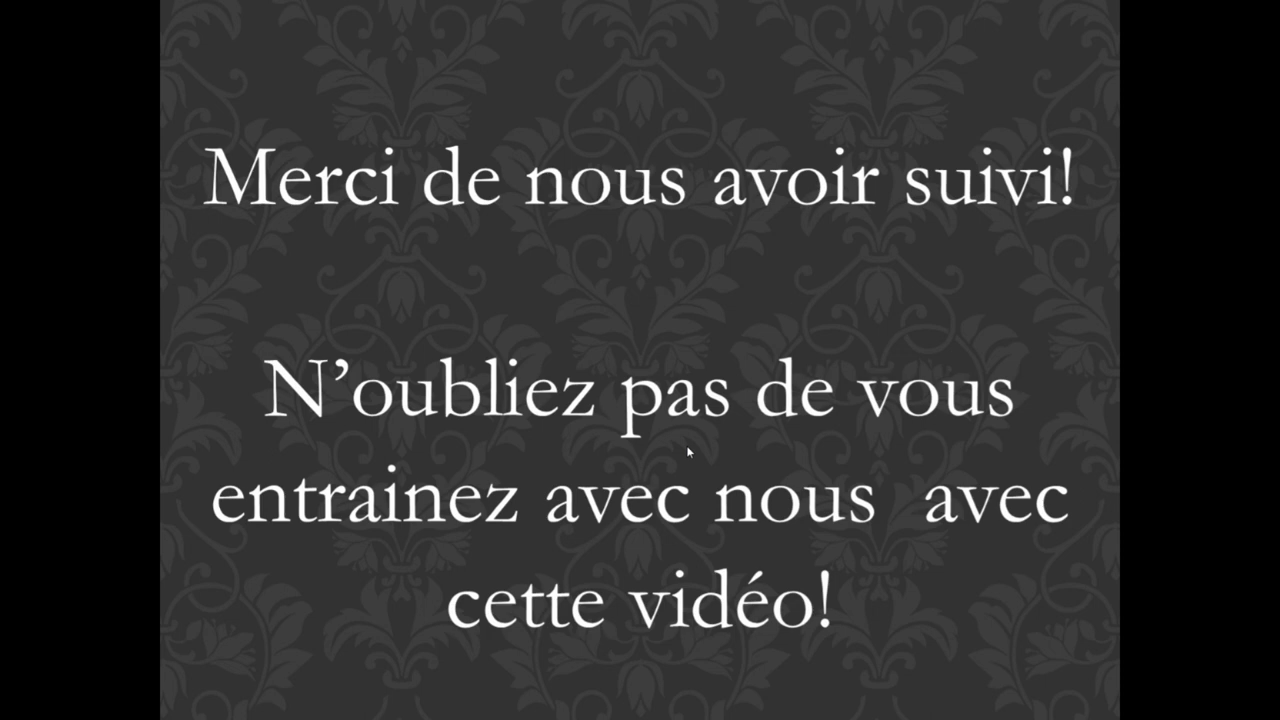 Merci de nous avoir suivi!
N’oubliez pas de vous
entrainez avec nous  avec
cette vidéo!